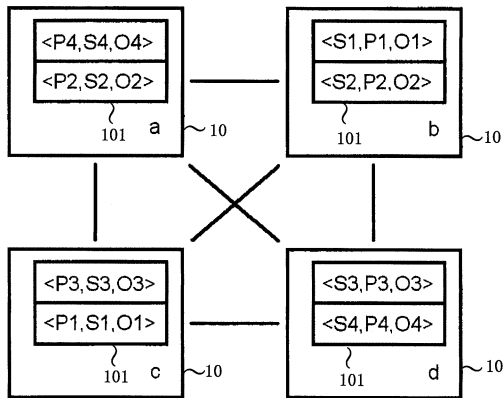 <P4,S4,O4>
<P2,S2,O2>
101
a
10
<S1,P1,O1>
<S2,P2,O2>
101
b
10
<P3,S3,O3>
<P1,S1,O1>
101
c
10
<S3,P3,O3>
<S4,P4,O4>
101
d
10